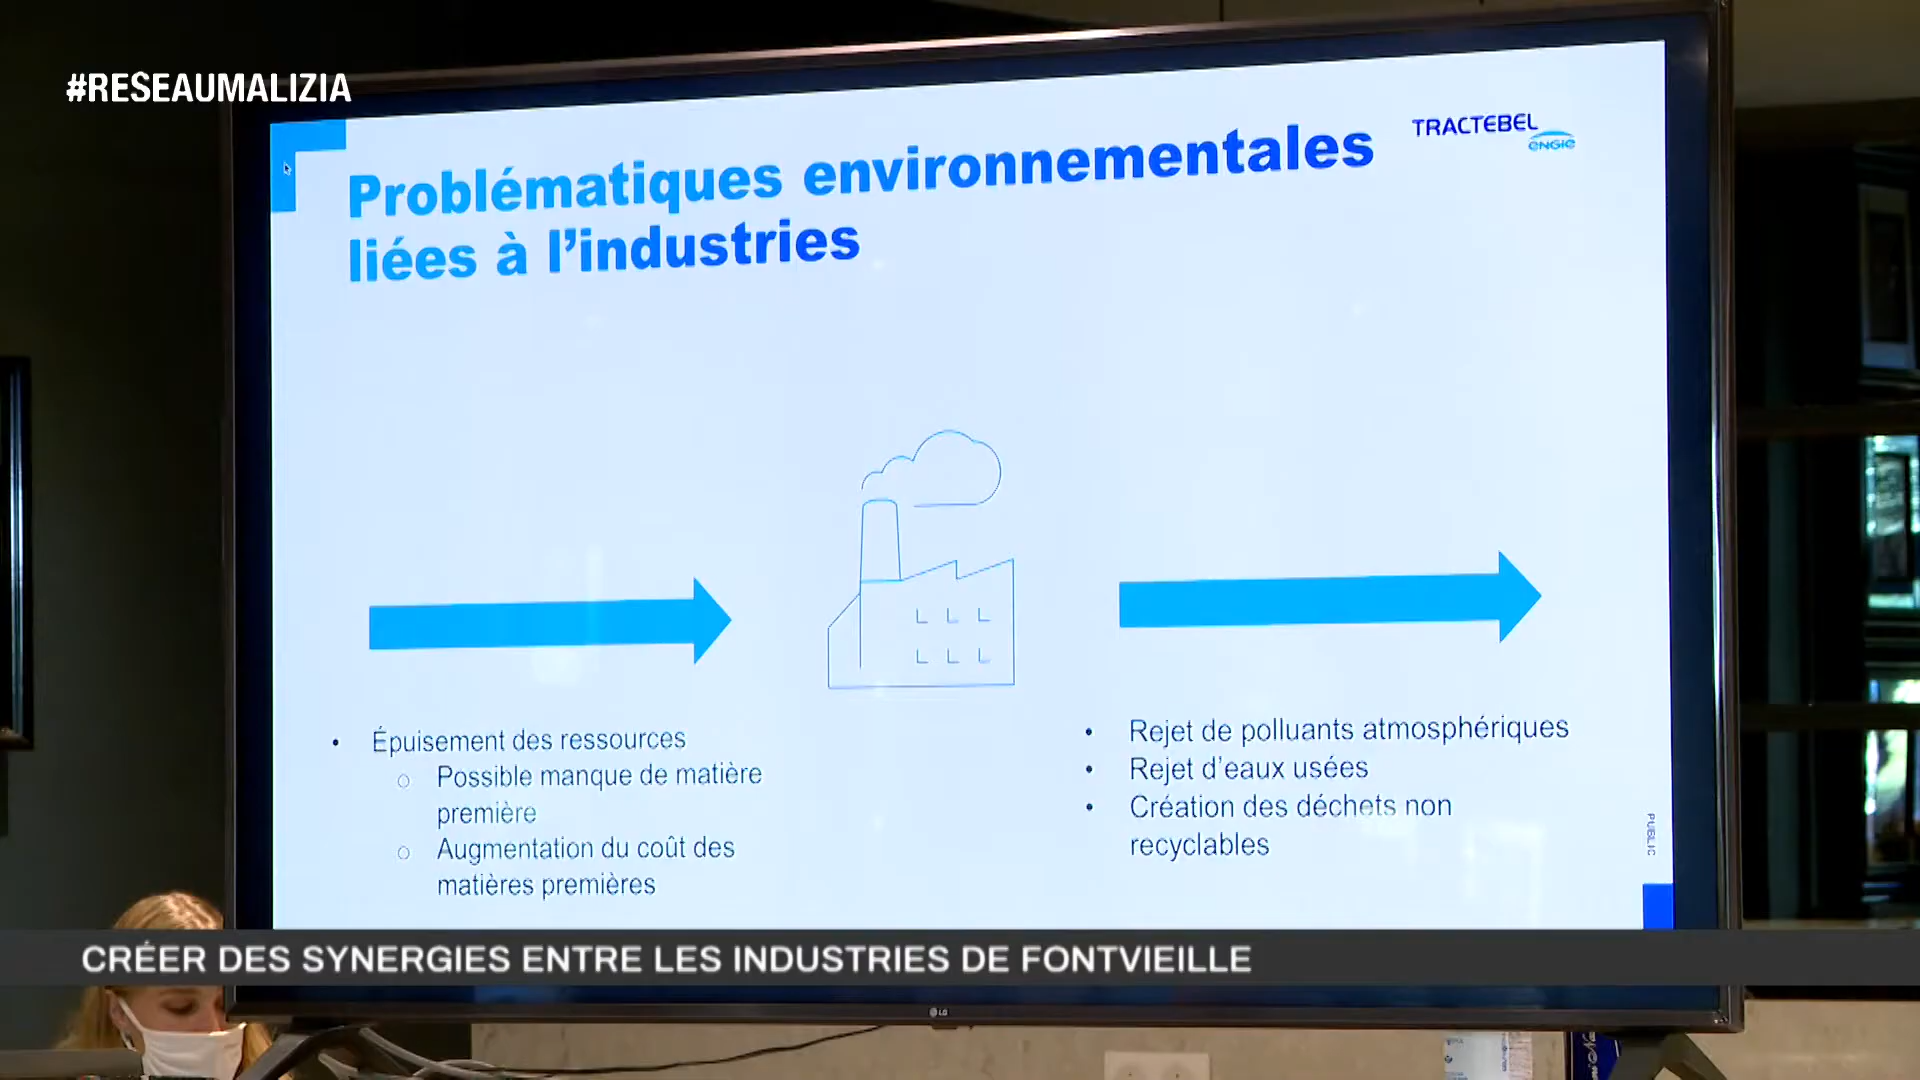 #RESEAUMALIZIA
TRACTEBEL
ENGIE
Problématiques environnementales
liées à l'industries
• Épuisement des ressources
o Possible manque de matière
première
o Augmentation du coût des
matières premières
• Rejet de polluants atmosphériques
• Rejet d'eaux usées
• Création des déchets non
recyclables
PUBLIC
CRÉER DES SYNERGIES ENTRE LES INDUSTRIES DE FONTVIEILLE
LG